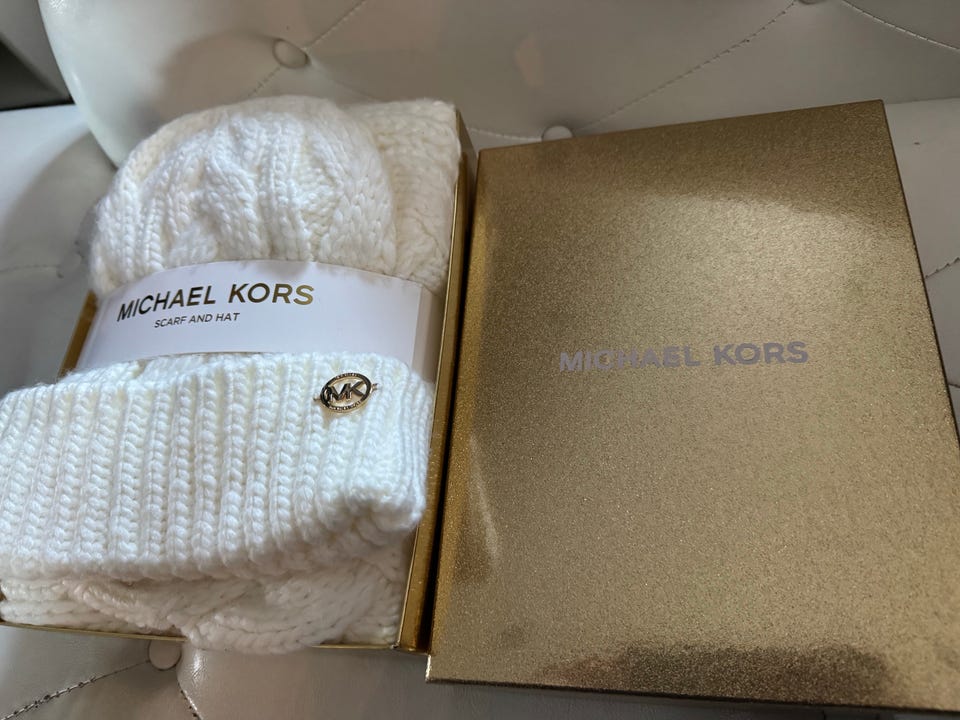 MICHAEL KORS
SCARF AND HAT
MK
MICHAEL KORS